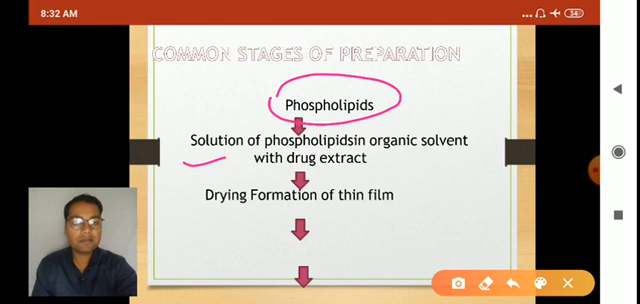 8:32 AM
34
COMMON STAGES OF PREPARATION
Phospholipids
Solution of phospholipidsin organic solvent
with drug extract
Drying Formation of thin film